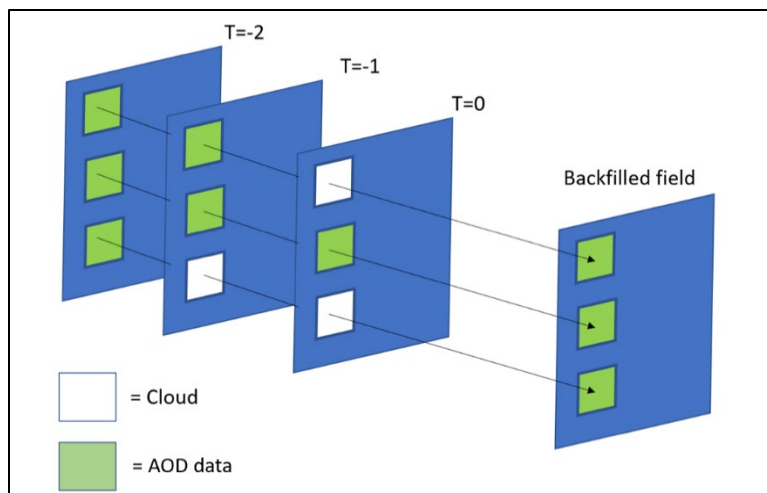 T=-2
T=-1
T=0
Backfilled field
= Cloud
= AOD data